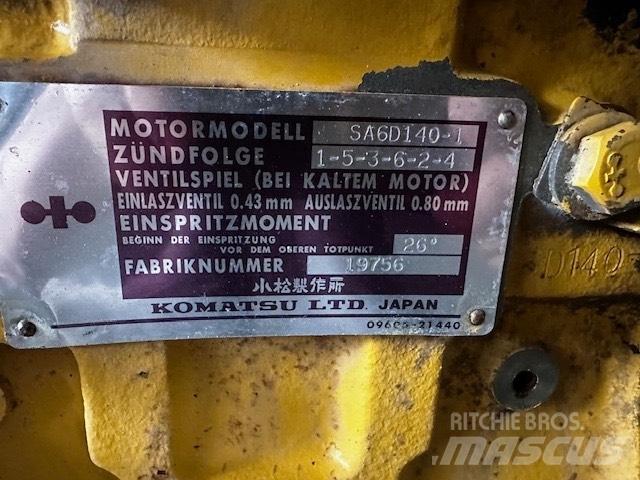 MOTORMODELL SA6D140-1
ZÜNDFOLGE 1-5-3-6-2-4
VENTILSPIEL (BEI KALTEM MOTOR)
EINLASZVENTIL 0.43 mm AUSLASZVENTIL 0.80 mm
EINSPRITZMOMENT
BEGINN DER EINSPRITZUNG
VOR DEM OBEREN TOTPUNKT 26°
FABRIKNUMMER 19756
小松製作所
KOMATSU LTD. JAPAN
09605-21440
D140
RITCHIE BROS.
MASCUS